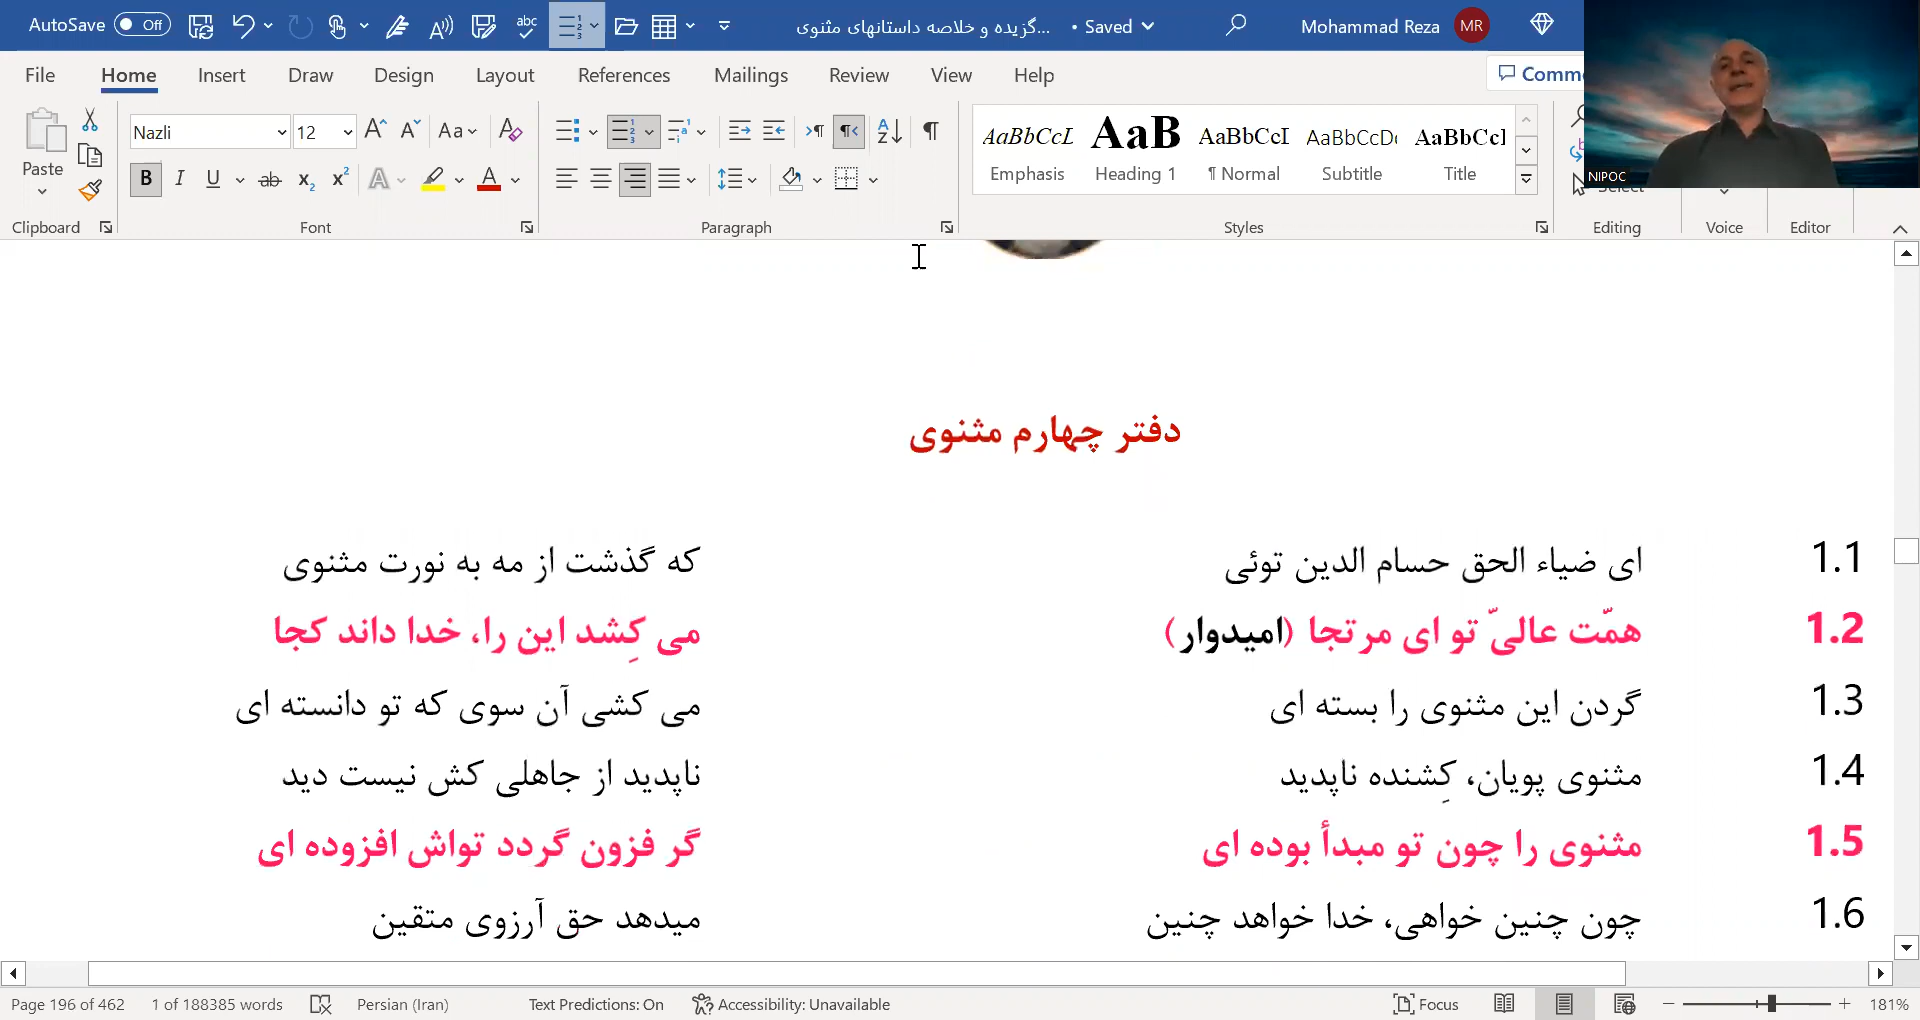 AutoSave Off گزیده و خلاصه داستانهای مثنوی... • Saved Mohammad Reza MR
File Home Insert Draw Design Layout References Mailings Review View Help
Paste Nazli 12 Aa
AaBbCcI AaB AaBbCcI AaBbCcD AaBbCcI
Emphasis Heading 1 ¶ Normal Subtitle Title
NIPOC
Clipboard Font Paragraph Styles Editing Voice Editor
دفتر چهارم مثنوی
1.1 ای ضیاء الحق حسام الدین توئی که گذشت از مه به نورت مثنوی
1.2 همّت عالیّ تو ای مرتجا (امیدوار) می کِشد این را، خدا داند کجا
1.3 گردن این مثنوی را بسته ای می کشی آن سوی که تو دانسته ای
1.4 مثنوی پویان، کِشنده ناپدید ناپدید از جاهلی کش نیست دید
1.5 مثنوی را چون تو مبدأ بوده ای گر فزون گردد تواش افزوده ای
1.6 چون چنین خواهی، خدا خواهد چنین میدهد حق آرزوی متقین
Page 196 of 462 1 of 188385 words Persian (Iran) Text Predictions: On Accessibility: Unavailable Focus 181%